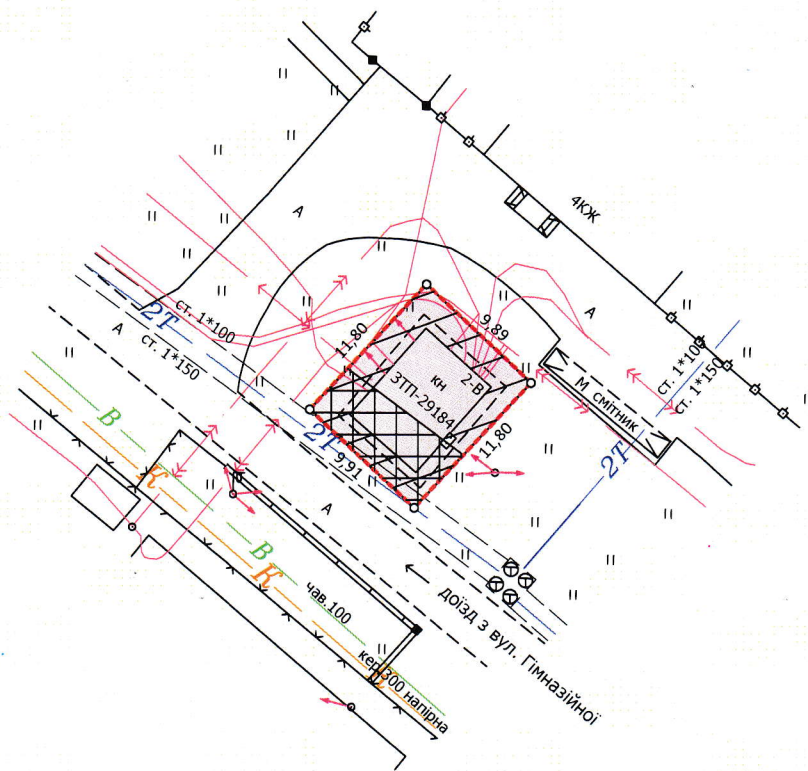 4КЖ
А
А
ст. 1*100
2Т
ст. 1*150
А
9,89
11,80
2-В
кн
ЗТП-29184
11,80
2Т
9,91
М смітник
ст. 1*100
ст. 1*150
2Т
В
К
А
В
К
чав.100
доїзд з вул. Гімназійної
кер.300 напірна
К